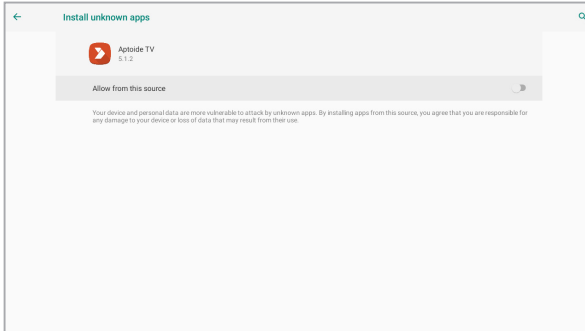 Install unknown apps
Aptoide TV
5.1.2
Allow from this source
Your device and personal data are more vulnerable to attack by unknown apps. By installing apps from this source, you agree that you are responsible for
any damage to your device or loss of data that may result from their use.